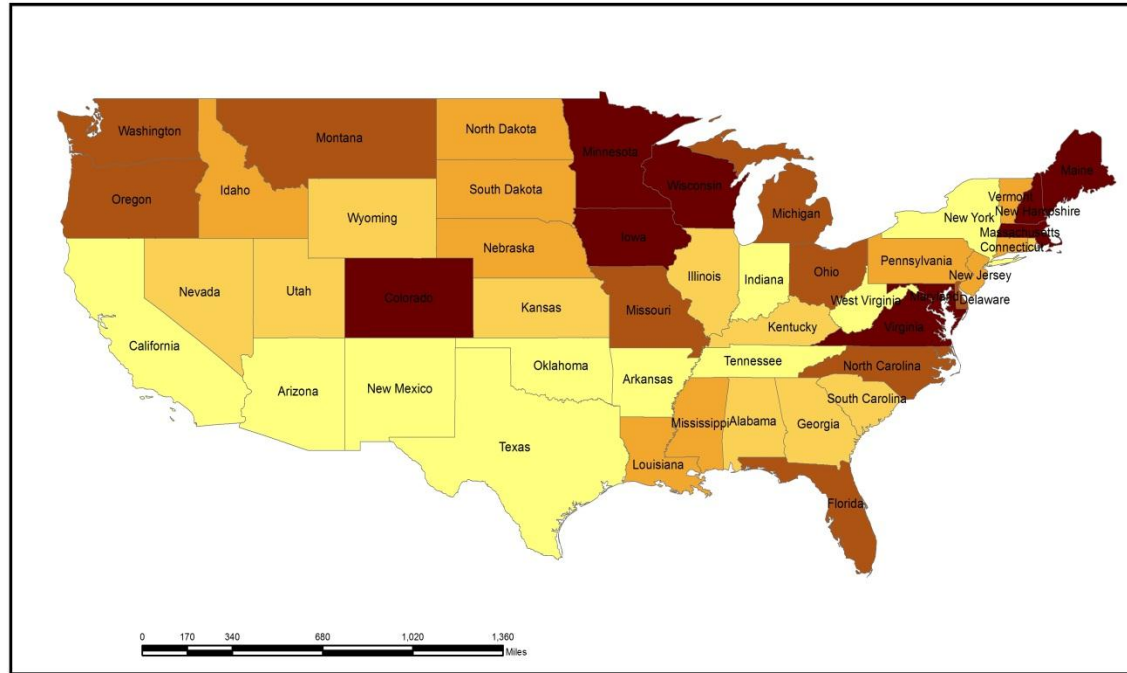 Washington
Montana
North Dakota
Minnesota
Maine
Idaho
Oregon
South Dakota
Wisconsin
Vermont
New Hampshire
Wyoming
Michigan
New York
Massachusetts
Connecticut
Iowa
Nebraska
Pennsylvania
Ohio
New Jersey
Illinois
Indiana
Nevada
Utah
Colorado
Kansas
Missouri
West Virginia
Maryland
Delaware
Kentucky
Virginia
California
Oklahoma
Tennessee
North Carolina
Arizona
New Mexico
Arkansas
South Carolina
Mississippi
Alabama
Georgia
Texas
Louisiana
Florida
0 170 340 680 1,020 1,360
Miles